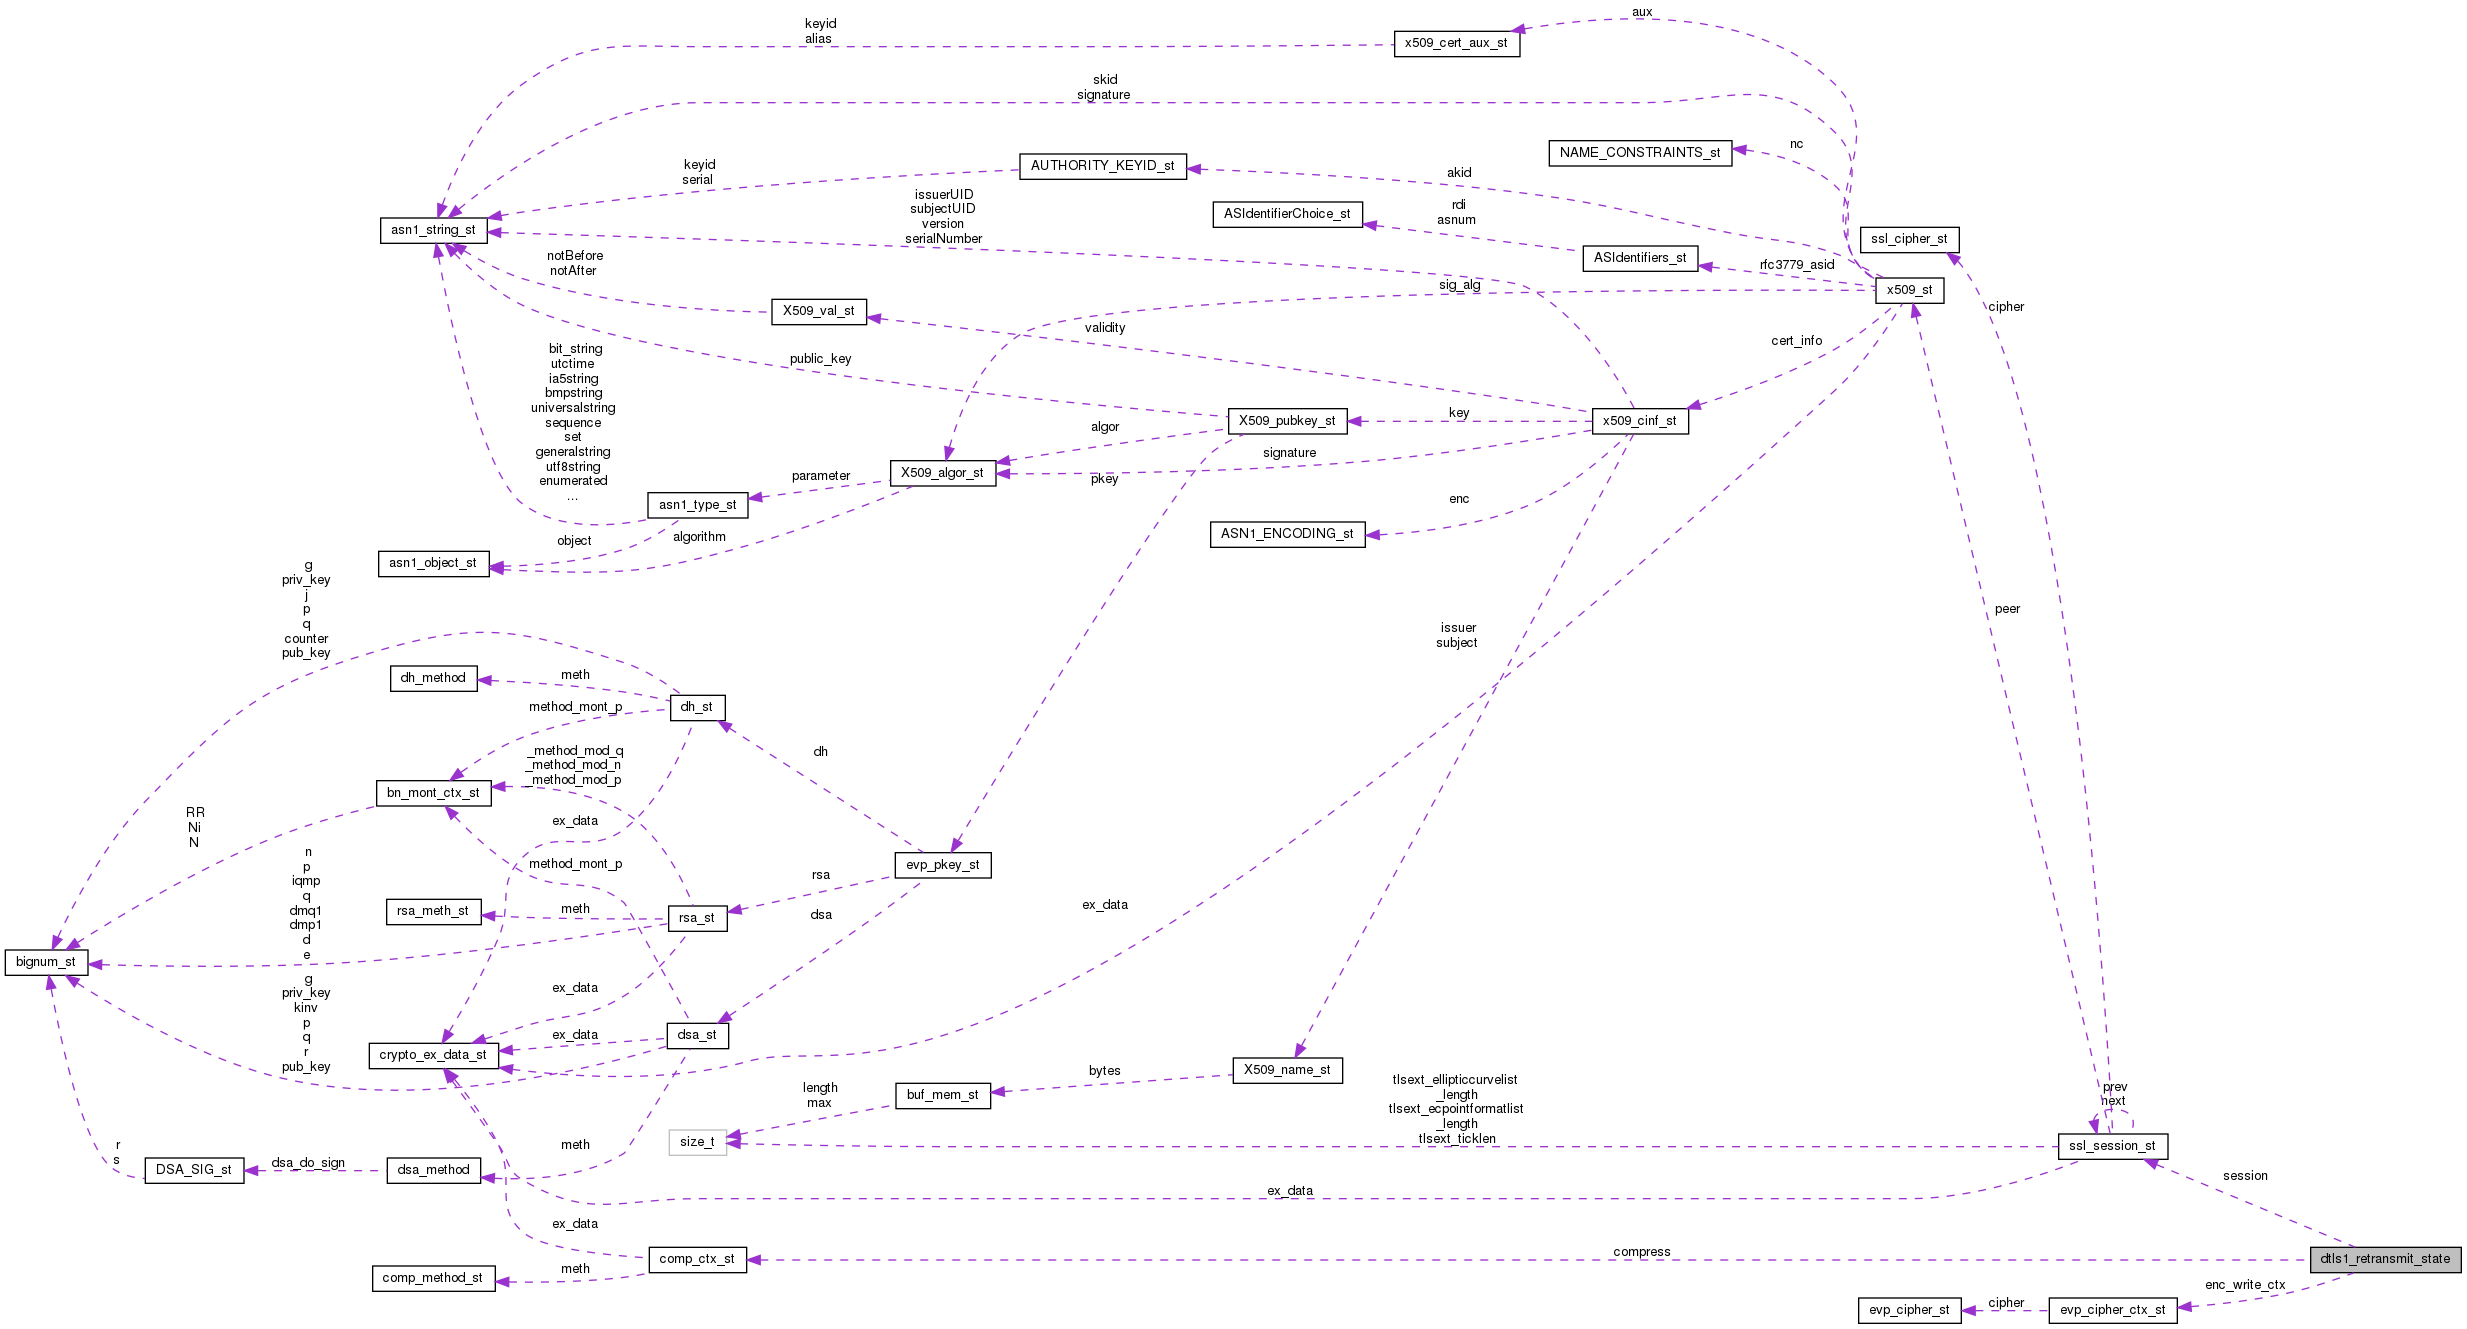 aux
keyid
alias
x509_cert_aux_st
skid
signature
NAME_CONSTRAINTS_st
nc
keyid
serial
AUTHORITY_KEYID_st
akid
issuerUID
subjectUID
version
serialNumber
ASIdentifierChoice_st
rdi
asnum
asn1_string_st
ssl_cipher_st
notBefore
notAfter
ASIdentifiers_st
rfc3779_asid
sig_alg
x509_st
X509_val_st
cipher
validity
cert_info
bit_string
utctime
ia5string
bmpstring
universalstring
sequence
set
generalstring
utf8string
enumerated
...
public_key
X509_pubkey_st
key
x509_cinf_st
algor
signature
X509_algor_st
parameter
pkey
asn1_type_st
enc
ASN1_ENCODING_st
object
algorithm
asn1_object_st
g
priv_key
j
p
q
counter
pub_key
peer
issuer
subject
dh_method
meth
dh_st
method_mont_p
_method_mod_q
_method_mod_n
_method_mod_p
dh
bn_mont_ctx_st
RR
Ni
N
ex_data
method_mont_p
evp_pkey_st
n
p
iqmp
q
dmq1
dmp1
d
e
rsa
rsa_meth_st
meth
rsa_st
dsa
ex_data
bignum_st
g
priv_key
kinv
p
q
r
pub_key
ex_data
ex_data
dsa_st
crypto_ex_data_st
bytes
X509_name_st
length
max
buf_mem_st
tlsext_ellipticcurvelist
_length
tlsext_ecpointformatlist
_length
tlsext_ticklen
prev
next
size_t
meth
ssl_session_st
r
s
DSA_SIG_st
dsa_do_sign
dsa_method
session
ex_data
ex_data
comp_ctx_st
compress
dtls1_retransmit_state
comp_method_st
meth
enc_write_ctx
evp_cipher_st
cipher
evp_cipher_ctx_st